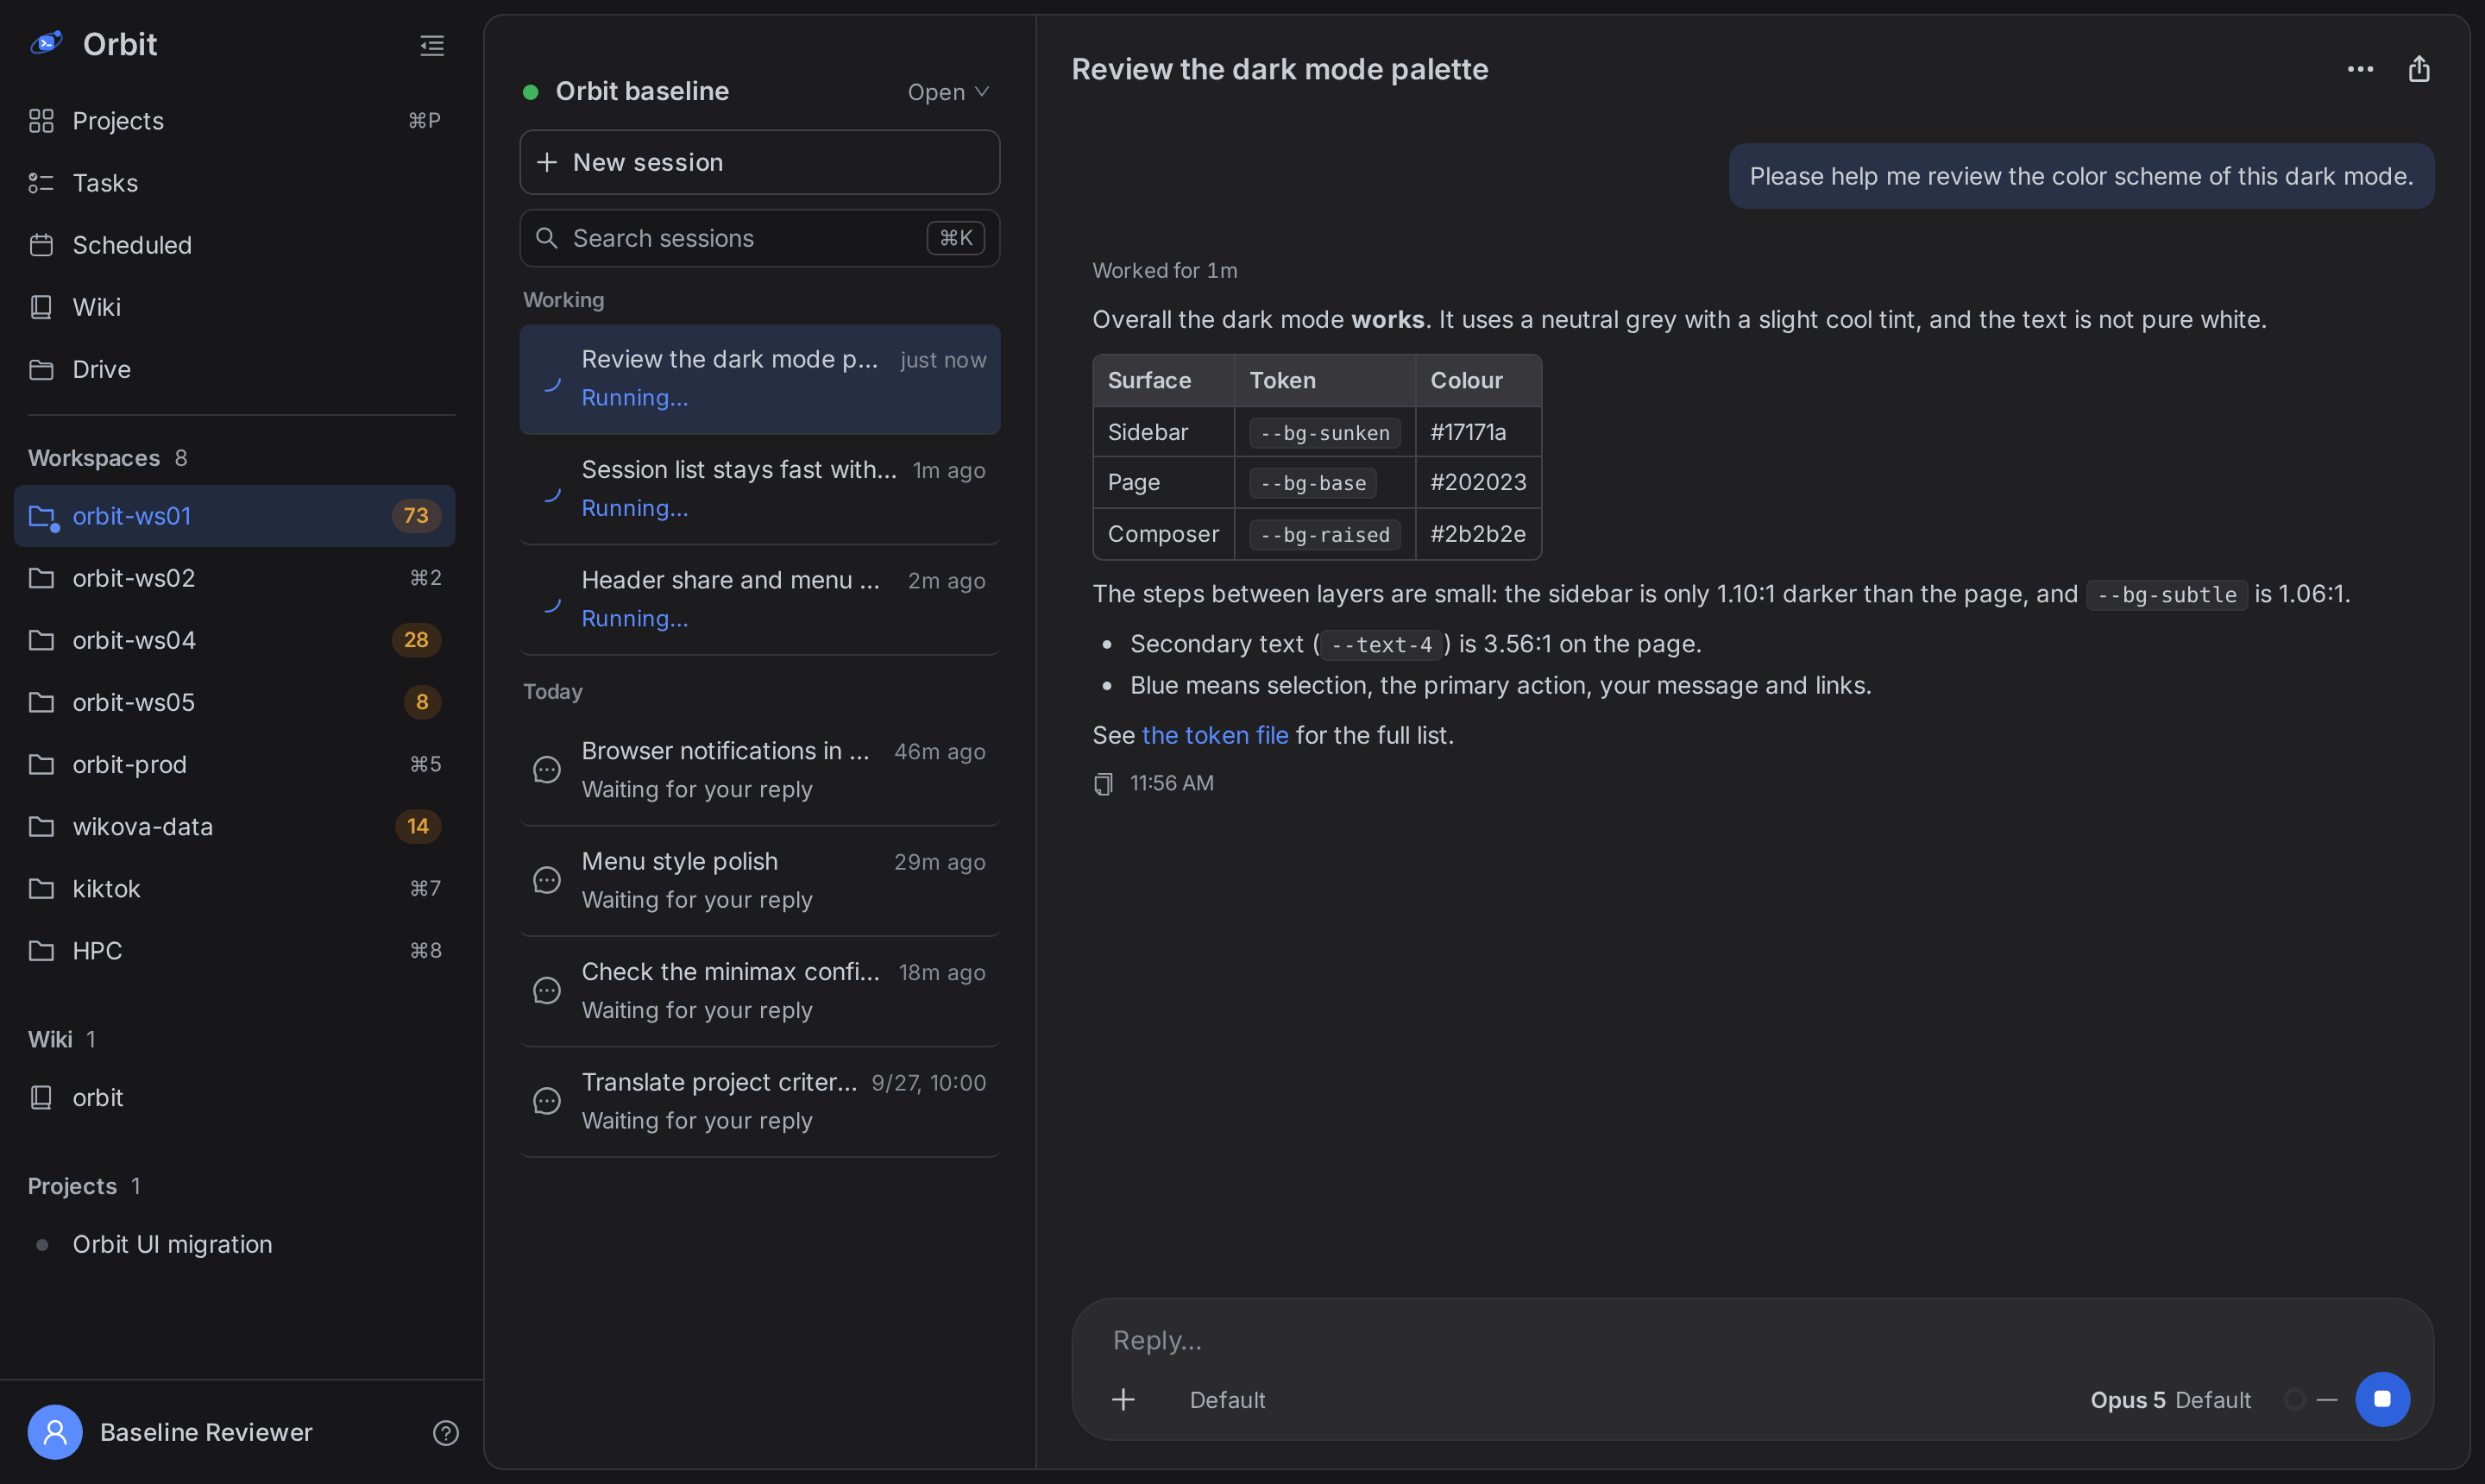 Orbit
Projects ⌘P
Tasks
Scheduled
Wiki
Drive
Workspaces 8
orbit-ws01 73
orbit-ws02 ⌘2
orbit-ws04 28
orbit-ws05 8
orbit-prod ⌘5
wikova-data 14
kiktok ⌘7
HPC ⌘8
Wiki 1
orbit
Projects 1
Orbit UI migration
Baseline Reviewer
Orbit baseline Open
New session
Search sessions ⌘K
Working
Review the dark mode p... just now
Running...
Session list stays fast with... 1m ago
Running...
Header share and menu ... 2m ago
Running...
Today
Browser notifications in ... 46m ago
Waiting for your reply
Menu style polish 29m ago
Waiting for your reply
Check the minimax confi... 18m ago
Waiting for your reply
Translate project criter... 9/27, 10:00
Waiting for your reply
Review the dark mode palette
Please help me review the color scheme of this dark mode.
Worked for 1m
Overall the dark mode works. It uses a neutral grey with a slight cool tint, and the text is not pure white.
Surface Token Colour
Sidebar --bg-sunken #17171a
Page --bg-base #202023
Composer --bg-raised #2b2b2e
The steps between layers are small: the sidebar is only 1.10:1 darker than the page, and --bg-subtle is 1.06:1.
• Secondary text (--text-4) is 3.56:1 on the page.
• Blue means selection, the primary action, your message and links.
See the token file for the full list.
11:56 AM
Reply...
Default
Opus 5 Default —